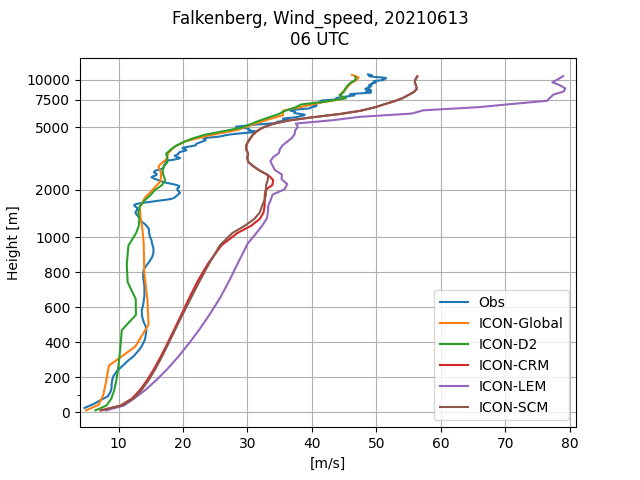 Falkenberg, Wind_speed, 20210613
06 UTC
Height [m]
10000
7500
5000
2000
1000
800
600
400
200
0
10
20
30
40
50
60
70
80
[m/s]
Obs
ICON-Global
ICON-D2
ICON-CRM
ICON-LEM
ICON-SCM